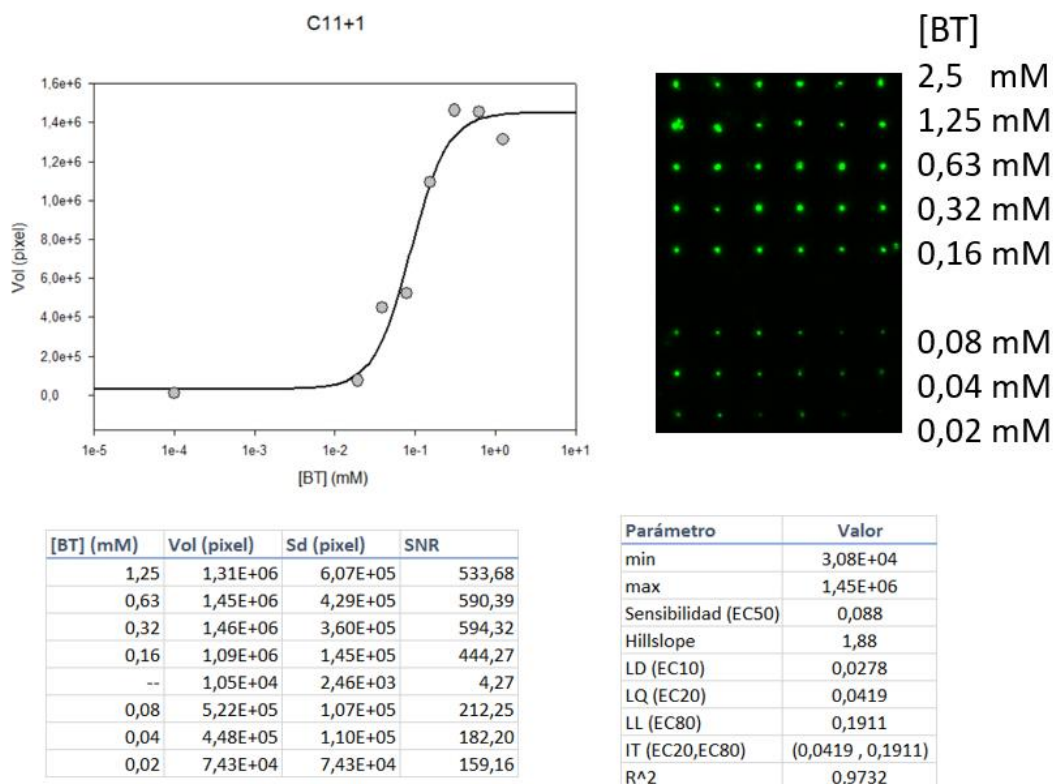 C11+1
Vol (pixel)
1,6e+6
1,4e+6
1,2e+6
1,0e+6
8,0e+5
6,0e+5
4,0e+5
2,0e+5
0,0
1e-5 1e-4 1e-3 1e-2 1e-1 1e+0 1e+1
[BT] (mM)
[BT]
2,5 mM
1,25 mM
0,63 mM
0,32 mM
0,16 mM
0,08 mM
0,04 mM
0,02 mM
[BT] (mM) Vol (pixel) Sd (pixel) SNR
1,25 1,31E+06 6,07E+05 533,68
0,63 1,45E+06 4,29E+05 590,39
0,32 1,46E+06 3,60E+05 594,32
0,16 1,09E+06 1,45E+05 444,27
-- 1,05E+04 2,46E+03 4,27
0,08 5,22E+05 1,07E+05 212,25
0,04 4,48E+05 1,10E+05 182,20
0,02 7,43E+04 7,43E+04 159,16
Parámetro Valor
min 3,08E+04
max 1,45E+06
Sensibilidad (EC50) 0,088
Hillslope 1,88
LD (EC10) 0,0278
LQ (EC20) 0,0419
LL (EC80) 0,1911
IT (EC20,EC80) (0,0419 , 0,1911)
R^2 0,9732